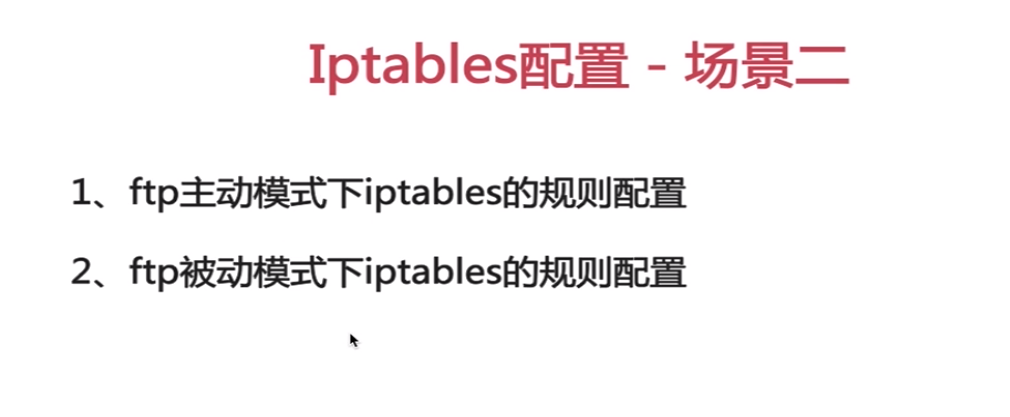 Iptables配置 - 场景二
1、ftp主动模式下iptables的规则配置
2、ftp被动模式下iptables的规则配置